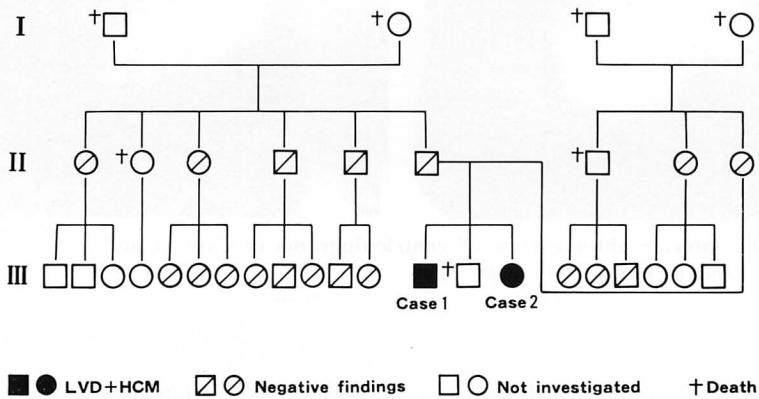 I † † † †
II † †
III †
Case 1 Case 2
LVD+HCM Negative findings Not investigated † Death